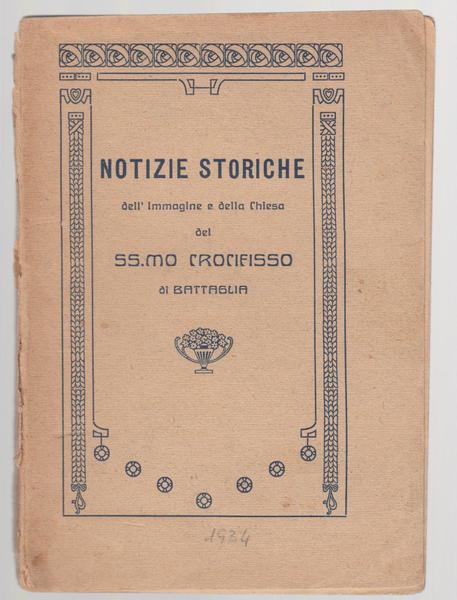 NOTIZIE STORICHE
dell' Immagine e della Chiesa
del
SS.MO CROCIFISSO
di BATTAGLIA
1934